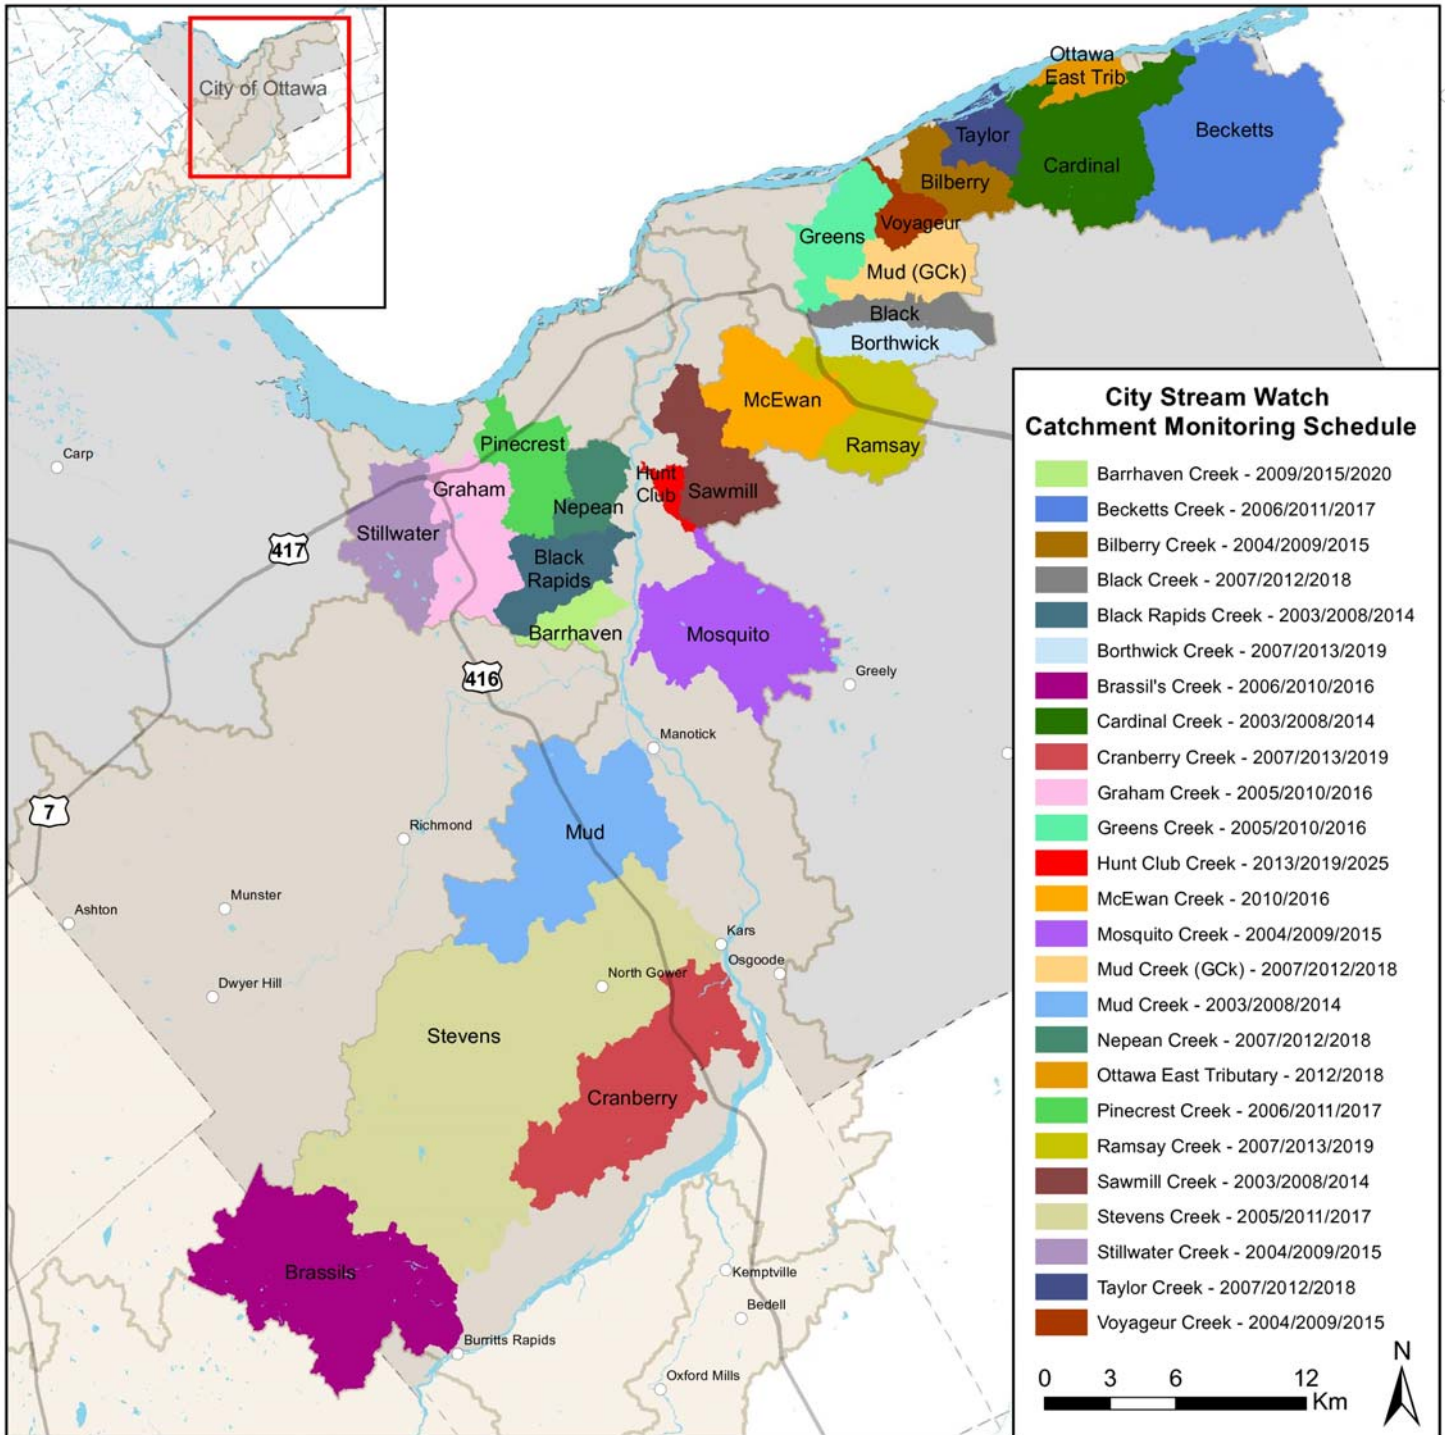 City of Ottawa
Ottawa
East Trib
Becketts
Taylor
Cardinal
Bilberry
Voyageur
Greens
Mud (GCk)
Black
Borthwick
McEwan
Ramsay
Pinecrest
Carp
Hunt
Club
Sawmill
Graham
Nepean
Stillwater
417
Black
Rapids
Barrhaven
Mosquito
416
Greely
Manotick
7
Richmond
Mud
Munster
Ashton
Kars
Osgoode
North Gower
Dwyer Hill
Stevens
Cranberry
Brassils
Kemptville
Bedell
Burritts Rapids
Oxford Mills
City Stream Watch
Catchment Monitoring Schedule
Barrhaven Creek - 2009/2015/2020
Becketts Creek - 2006/2011/2017
Bilberry Creek - 2004/2009/2015
Black Creek - 2007/2012/2018
Black Rapids Creek - 2003/2008/2014
Borthwick Creek - 2007/2013/2019
Brassil's Creek - 2006/2010/2016
Cardinal Creek - 2003/2008/2014
Cranberry Creek - 2007/2013/2019
Graham Creek - 2005/2010/2016
Greens Creek - 2005/2010/2016
Hunt Club Creek - 2013/2019/2025
McEwan Creek - 2010/2016
Mosquito Creek - 2004/2009/2015
Mud Creek (GCk) - 2007/2012/2018
Mud Creek - 2003/2008/2014
Nepean Creek - 2007/2012/2018
Ottawa East Tributary - 2012/2018
Pinecrest Creek - 2006/2011/2017
Ramsay Creek - 2007/2013/2019
Sawmill Creek - 2003/2008/2014
Stevens Creek - 2005/2011/2017
Stillwater Creek - 2004/2009/2015
Taylor Creek - 2007/2012/2018
Voyageur Creek - 2004/2009/2015
N
0 3 6 12
Km